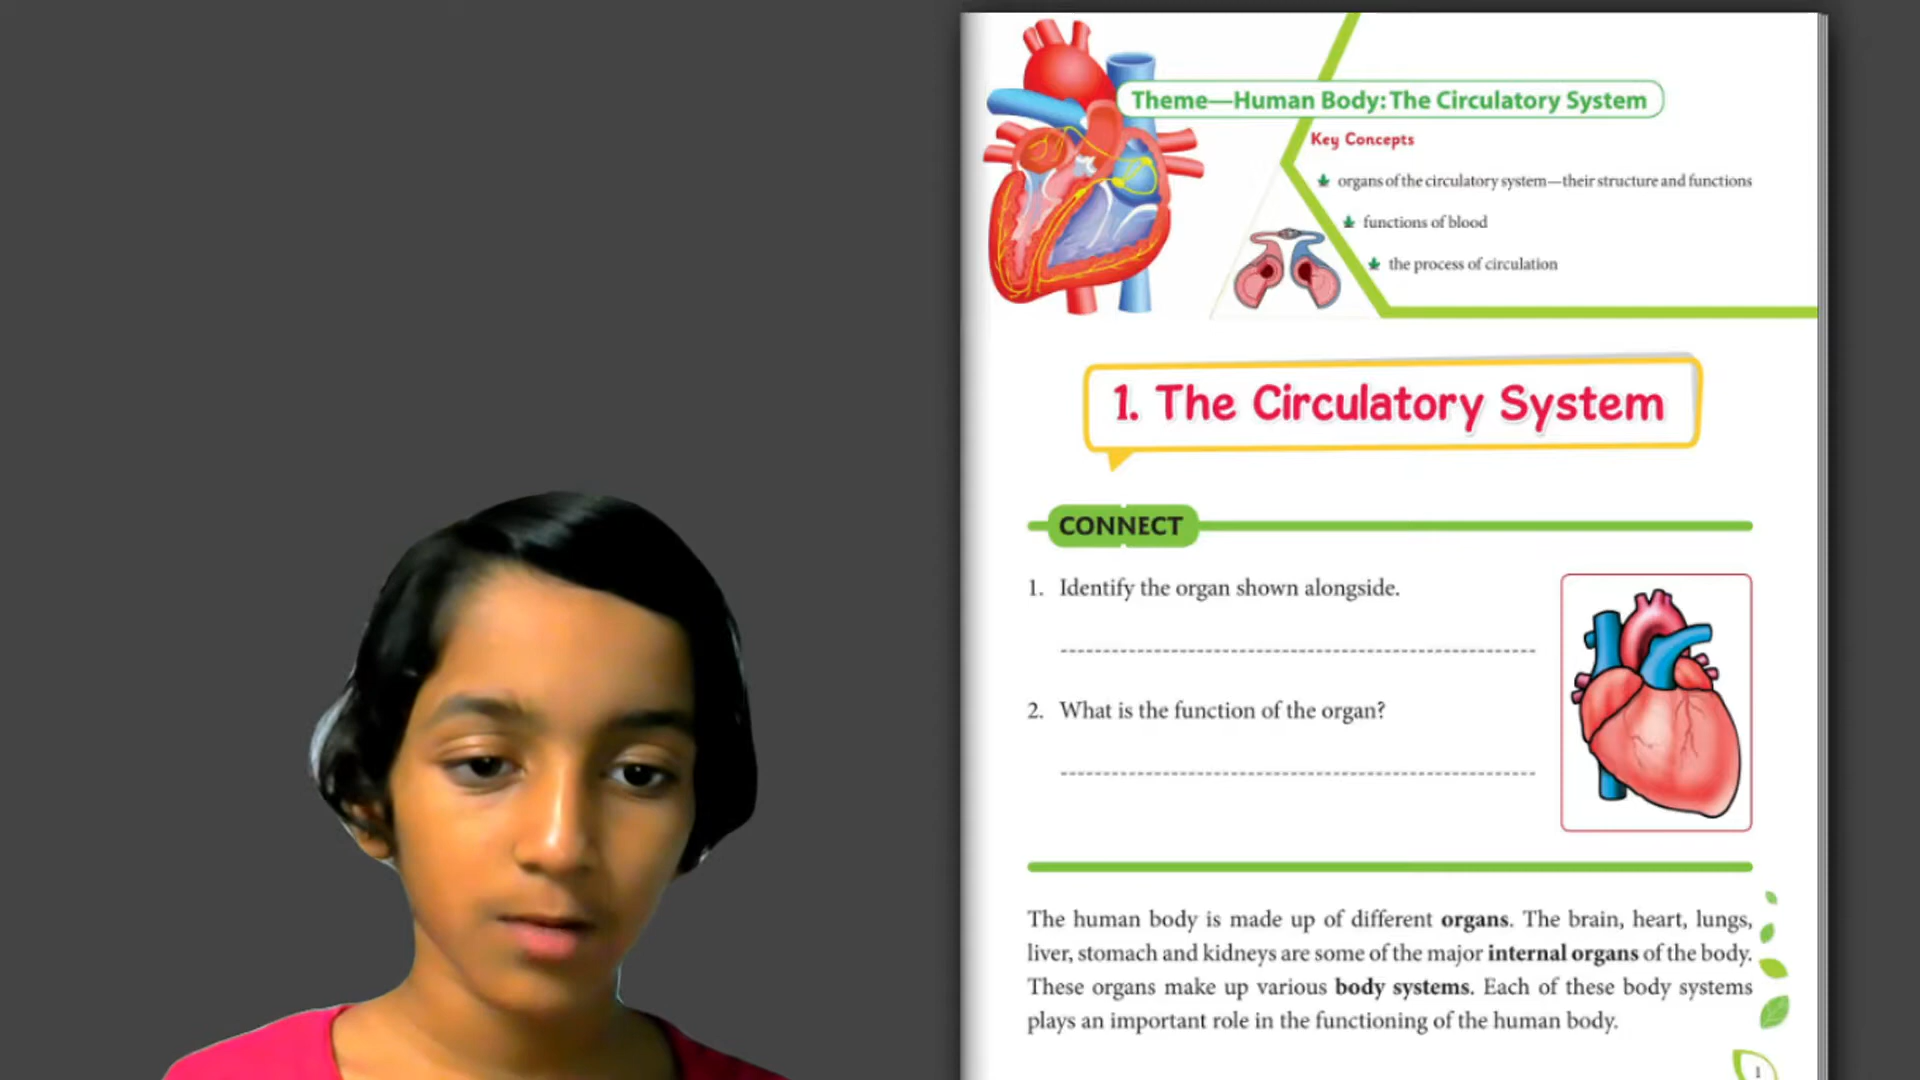 Theme—Human Body: The Circulatory System
Key Concepts
organs of the circulatory system—their structure and functions
functions of blood
the process of circulation
1. The Circulatory System
CONNECT
1. Identify the organ shown alongside.
2. What is the function of the organ?
The human body is made up of different organs. The brain, heart, lungs,
liver, stomach and kidneys are some of the major internal organs of the body.
These organs make up various body systems. Each of these body systems
plays an important role in the functioning of the human body.
1